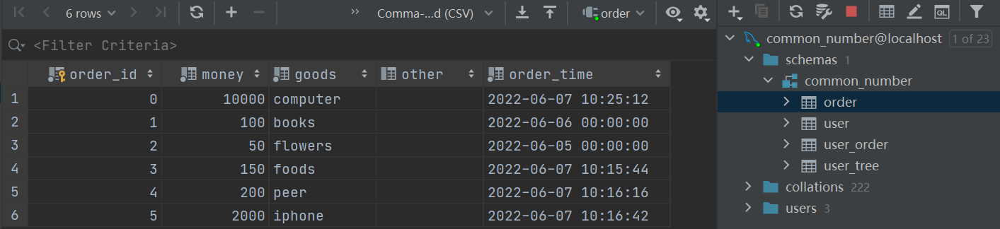 6 rows Comma-...d (CSV) order
<Filter Criteria>
order_id money goods other order_time
1 0 10000 computer 2022-06-07 10:25:12
2 1 100 books 2022-06-06 00:00:00
3 2 50 flowers 2022-06-05 00:00:00
4 3 150 foods 2022-06-07 10:15:44
5 4 200 peer 2022-06-07 10:16:16
6 5 2000 iphone 2022-06-07 10:16:42
QL
common_number@localhost 1 of 23
schemas 1
common_number
order
user
user_order
user_tree
collations 222
users 3